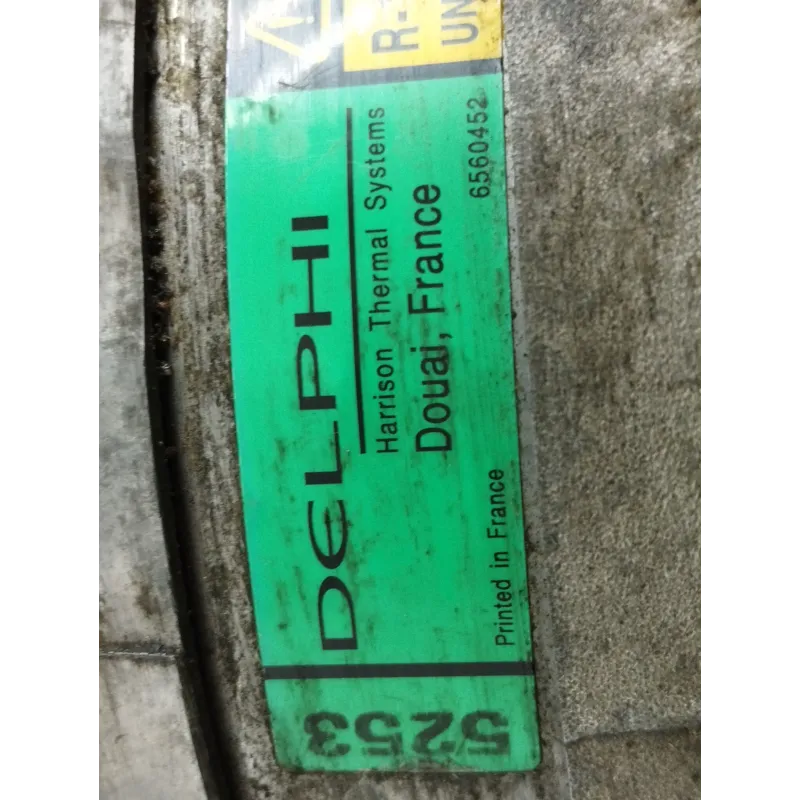 R-
UN
DELPHI
Harrison Thermal Systems
Douai, France
6560452
Printed in France
5253